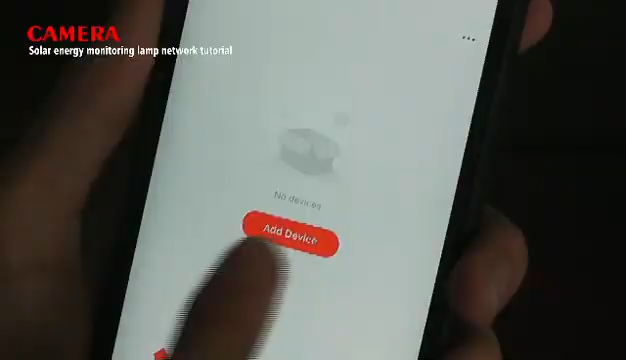 CAMERA
Solar energy monitoring lamp network tutorial
No devices
Add Device